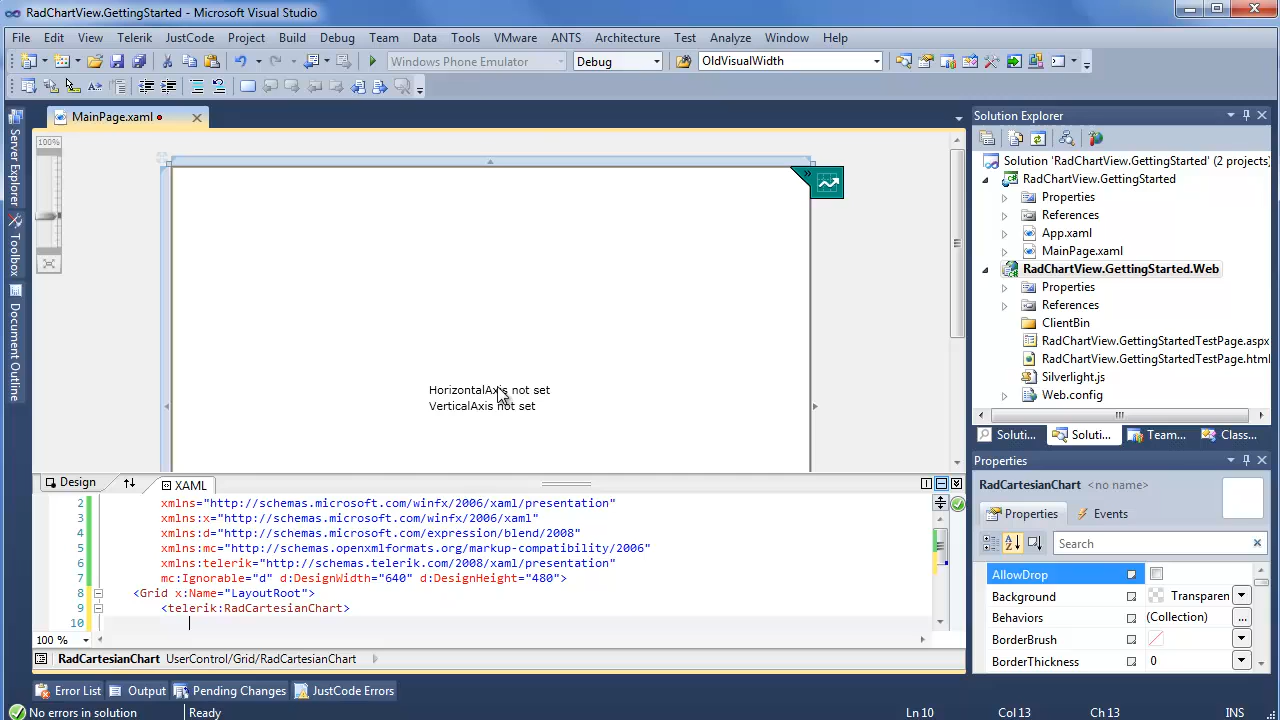 RadChartView.GettingStarted - Microsoft Visual Studio
File Edit View Telerik JustCode Project Build Debug Team Data Tools VMware ANTS Architecture Test Analyze Window Help
Windows Phone Emulator Debug OldVisualWidth
MainPage.xaml
Server Explorer
Toolbox
Document Outline
100%
HorizontalAxis not set
VerticalAxis not set
Design XAML
2 xmlns="http://schemas.microsoft.com/winfx/2006/xaml/presentation"
3 xmlns:x="http://schemas.microsoft.com/winfx/2006/xaml"
4 xmlns:d="http://schemas.microsoft.com/expression/blend/2008"
5 xmlns:mc="http://schemas.openxmlformats.org/markup-compatibility/2006"
6 xmlns:telerik="http://schemas.telerik.com/2008/xaml/presentation"
7 mc:Ignorable="d" d:DesignWidth="640" d:DesignHeight="480">
8 <Grid x:Name="LayoutRoot">
9 <telerik:RadCartesianChart>
10
100 %
RadCartesianChart UserControl/Grid/RadCartesianChart
Solution Explorer
Solution 'RadChartView.GettingStarted' (2 projects)
RadChartView.GettingStarted
Properties
References
App.xaml
MainPage.xaml
RadChartView.GettingStarted.Web
Properties
References
ClientBin
RadChartView.GettingStartedTestPage.aspx
RadChartView.GettingStartedTestPage.html
Silverlight.js
Web.config
Soluti... Soluti... Team... Class...
Properties
RadCartesianChart <no name>
Properties Events
Search
AllowDrop
Background Transparen
Behaviors (Collection) ...
BorderBrush
BorderThickness 0
Error List Output Pending Changes JustCode Errors
No errors in solution Ready Ln 10 Col 13 Ch 13 INS